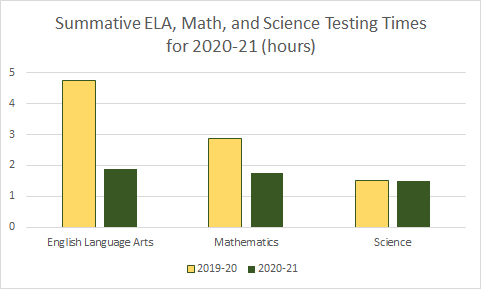 Summative ELA, Math, and Science Testing Times
for 2020-21 (hours)
5
4
3
2
1
0
English Language Arts
Mathematics
Science
2019-20
2020-21